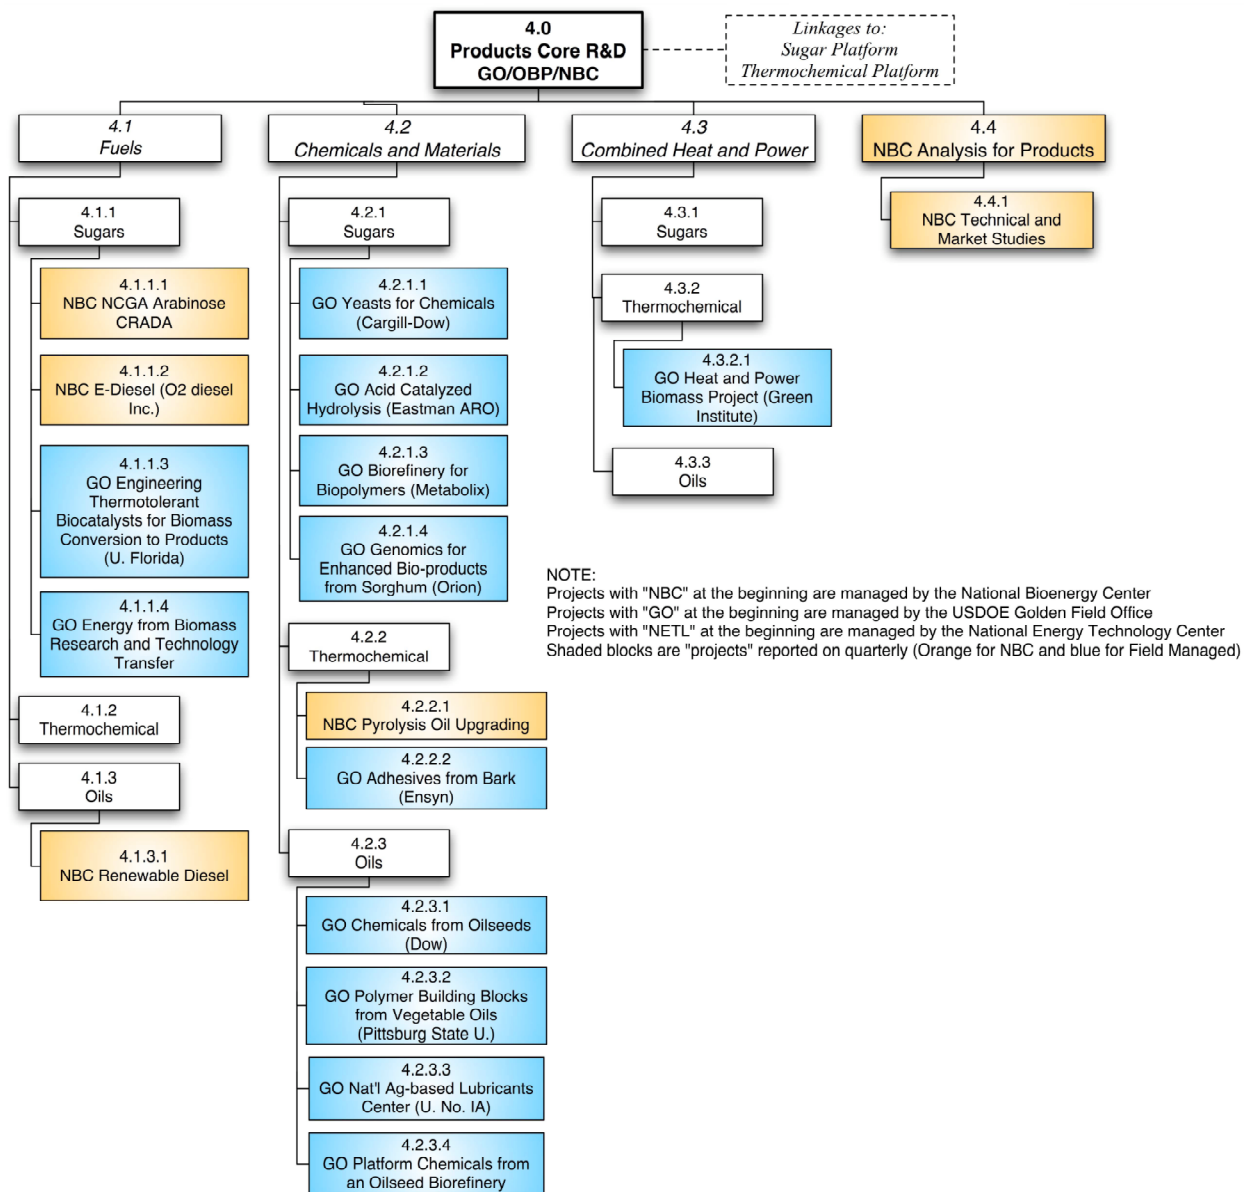 4.0
Products Core R&D
GO/OBP/NBC
Linkages to:
Sugar Platform
Thermochemical Platform
4.1
Fuels
4.2
Chemicals and Materials
4.3
Combined Heat and Power
4.4
NBC Analysis for Products
4.1.1
Sugars
4.1.1.1
NBC NCGA Arabinose
CRADA
4.1.1.2
NBC E-Diesel (O2 diesel
Inc.)
4.1.1.3
GO Engineering
Thermotolerant
Biocatalysts for Biomass
Conversion to Products
(U. Florida)
4.1.1.4
GO Energy from Biomass
Research and Technology
Transfer
4.1.2
Thermochemical
4.1.3
Oils
4.1.3.1
NBC Renewable Diesel
4.2.1
Sugars
4.2.1.1
GO Yeasts for Chemicals
(Cargill-Dow)
4.2.1.2
GO Acid Catalyzed
Hydrolysis (Eastman ARO)
4.2.1.3
GO Biorefinery for
Biopolymers (Metabolix)
4.2.1.4
GO Genomics for
Enhanced Bio-products
from Sorghum (Orion)
4.2.2
Thermochemical
4.2.2.1
NBC Pyrolysis Oil Upgrading
4.2.2.2
GO Adhesives from Bark
(Ensyn)
4.2.3
Oils
4.2.3.1
GO Chemicals from Oilseeds
(Dow)
4.2.3.2
GO Polymer Building Blocks
from Vegetable Oils
(Pittsburg State U.)
4.2.3.3
GO Nat'l Ag-based Lubricants
Center (U. No. IA)
4.2.3.4
GO Platform Chemicals from
an Oilseed Biorefinery
4.3.1
Sugars
4.3.2
Thermochemical
4.3.2.1
GO Heat and Power
Biomass Project (Green
Institute)
4.3.3
Oils
4.4.1
NBC Technical and
Market Studies
NOTE:
Projects with "NBC" at the beginning are managed by the National Bioenergy Center
Projects with "GO" at the beginning are managed by the USDOE Golden Field Office
Projects with "NETL" at the beginning are managed by the National Energy Technology Center
Shaded blocks are "projects" reported on quarterly (Orange for NBC and blue for Field Managed)